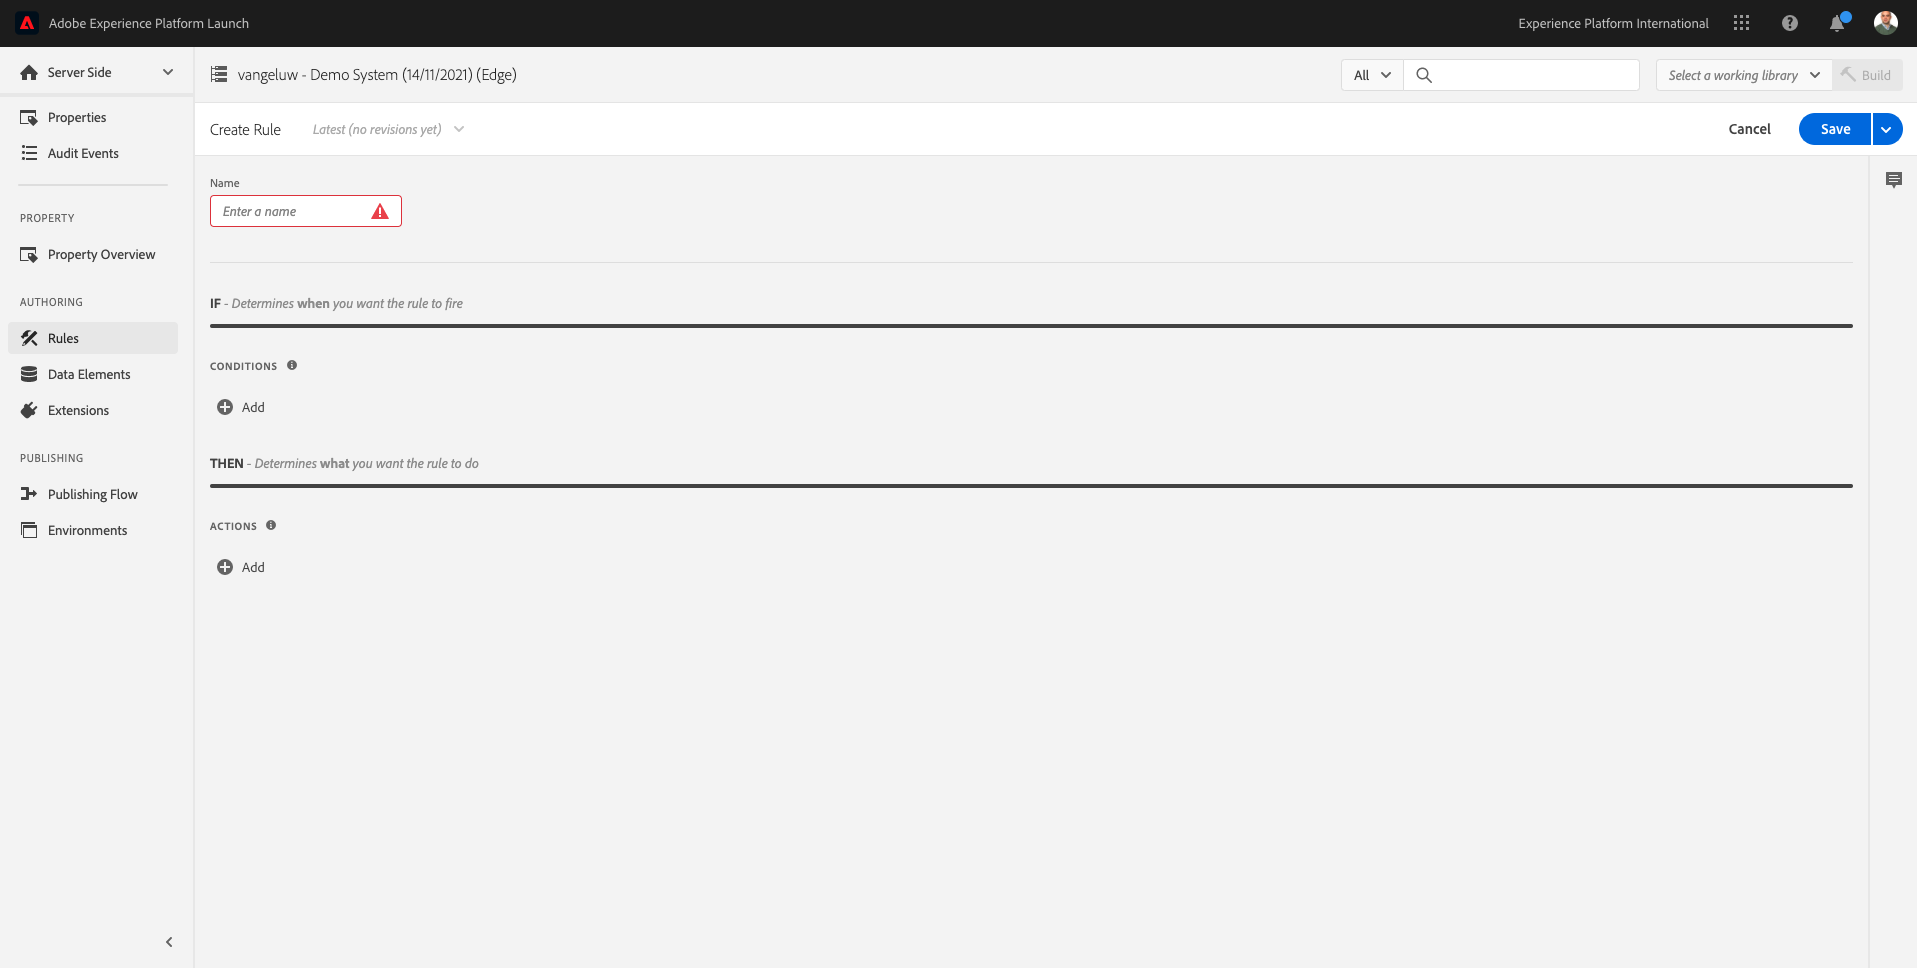 Adobe Experience Platform Launch
Experience Platform International
Server Side
vangeluw - Demo System (14/11/2021) (Edge)
All
Select a working library
Build
Properties
Audit Events
Create Rule
Latest (no revisions yet)
Cancel
Save
Name
Enter a name
PROPERTY
Property Overview
IF - Determines when you want the rule to fire
AUTHORING
Rules
CONDITIONS
Data Elements
Add
Extensions
PUBLISHING
THEN - Determines what you want the rule to do
Publishing Flow
ACTIONS
Environments
Add